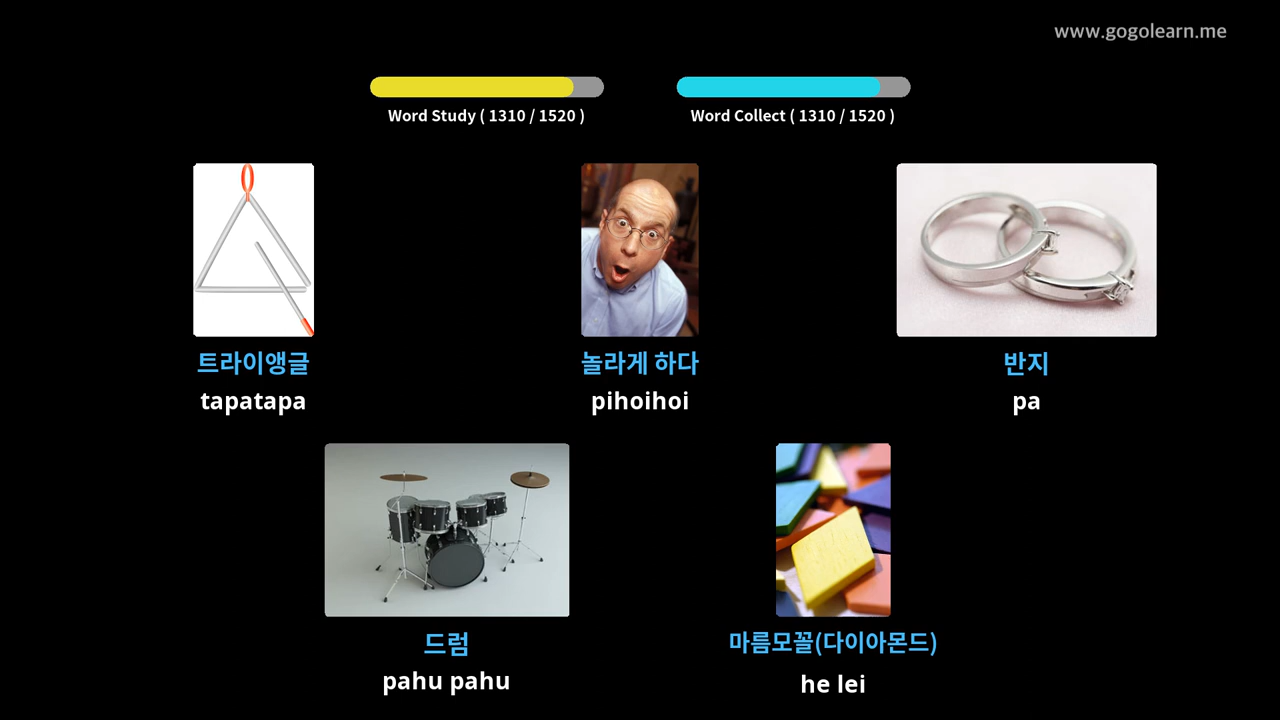 www.gogolearn.me
Word Study ( 1310 / 1520 )
Word Collect ( 1310 / 1520 )
트라이앵글
tapatapa
놀라게 하다
pihoihoi
반지
pa
드럼
pahu pahu
마름모꼴(다이아몬드)
he lei